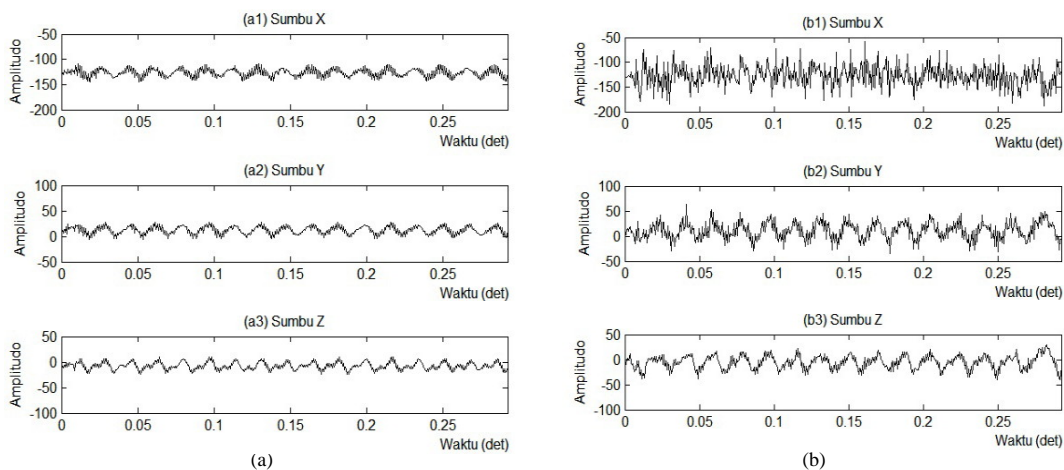 (a1) Sumbu X
Amplitudo
-50
-100
-150
-200
0 0.05 0.1 0.15 0.2 0.25
Waktu (det)
(a2) Sumbu Y
Amplitudo
100
50
0
-50
0 0.05 0.1 0.15 0.2 0.25
Waktu (det)
(a3) Sumbu Z
Amplitudo
50
0
-50
-100
0 0.05 0.1 0.15 0.2 0.25
Waktu (det)
(a)
(b1) Sumbu X
Amplitudo
-50
-100
-150
-200
0 0.05 0.1 0.15 0.2 0.25
Waktu (det)
(b2) Sumbu Y
Amplitudo
100
50
0
-50
0 0.05 0.1 0.15 0.2 0.25
Waktu (det)
(b3) Sumbu Z
Amplitudo
50
0
-50
-100
0 0.05 0.1 0.15 0.2 0.25
Waktu (det)
(b)